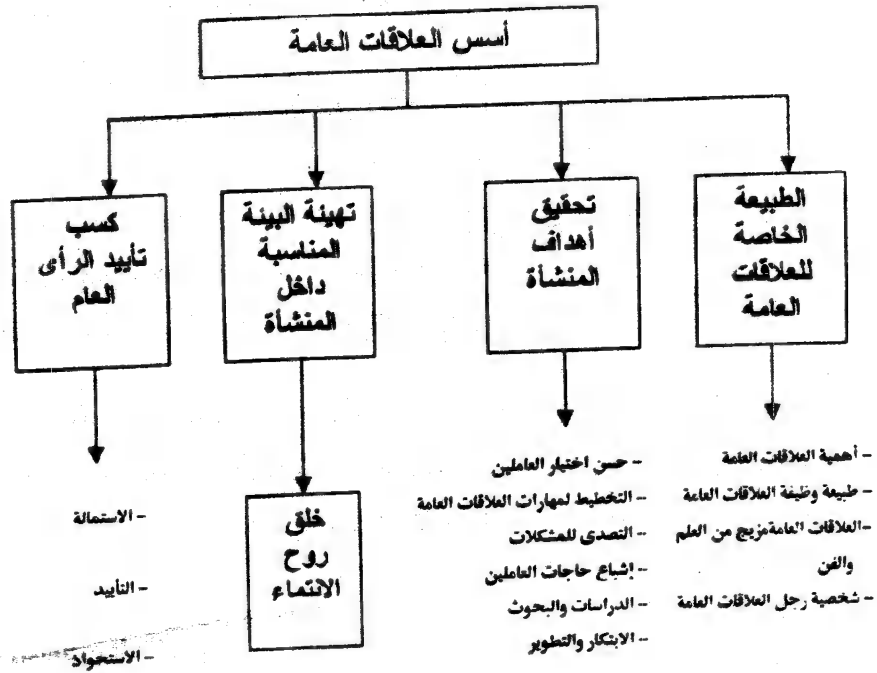 أسس العلاقات العامة
الطبيعة
الخاصة
للعلاقات
العامة
تحقيق
أهداف
المنشأة
تهيئة البيئة
المناسبة
داخل
المنشأة
كسب
تأييد الرأى
العام
- أهمية العلاقات العامة
- طبيعة وظيفة العلاقات العامة
-العلاقات العامة مزيج من العلم
والفن
- شخصية رجل العلاقات العامة
- حسن اختيار العاملين
- التخطيط لمهارات العلاقات العامة
- التصدى للمشكلات
- إشباع حاجات العاملين
- الدراسات والبحوث
- الابتكار والتطوير
خلق
روح
الانتماء
- الاستمالة
- التأييد
- الاستحواذ